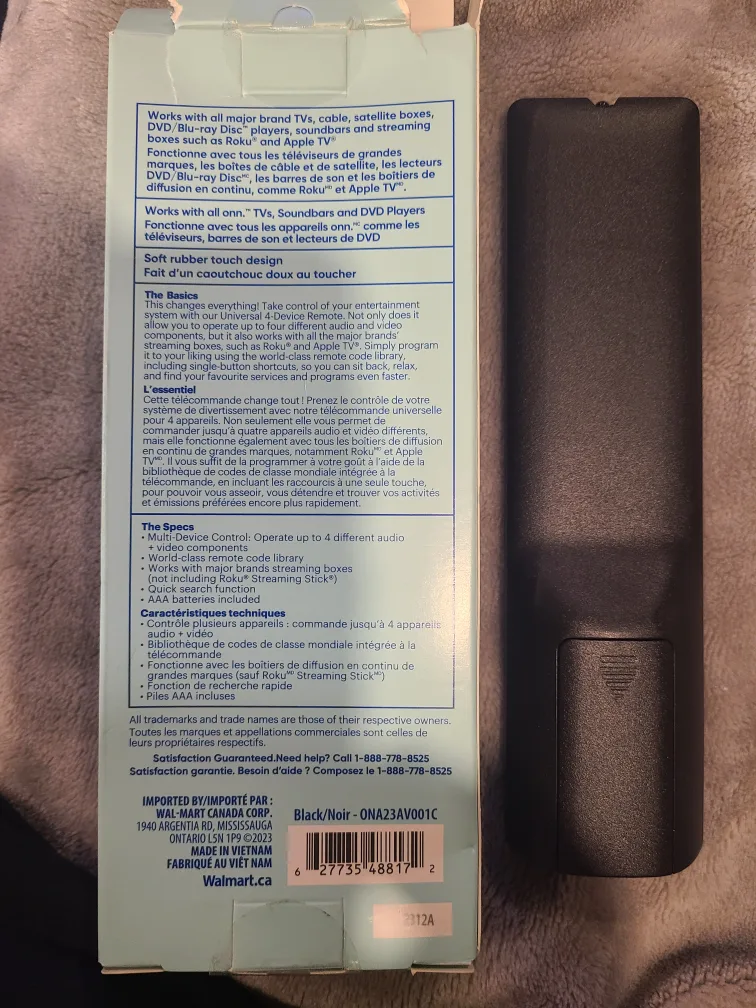 Works with all major brand TVs, cable, satellite boxes,
DVD/Blu-ray Disc™ players, soundbars and streaming
boxes such as Roku® and Apple TV®
Fonctionne avec tous les téléviseurs de grandes
marques, les boîtes de câble et de satellite, les lecteurs
DVD/Blu-ray Discᴹᶜ, les barres de son et les boîtiers de
diffusion en continu, comme Rokuᴹᴰ et Apple TVᴹᴰ.
Works with all onn.™ TVs, Soundbars and DVD Players
Fonctionne avec tous les appareils onn.ᴹᶜ comme les
téléviseurs, barres de son et lecteurs de DVD
Soft rubber touch design
Fait d'un caoutchouc doux au toucher
The Basics
This changes everything! Take control of your entertainment
system with our Universal 4-Device Remote. Not only does it
allow you to operate up to four different audio and video
components, but it also works with all the major brands'
streaming boxes, such as Roku® and Apple TV®. Simply program
it to your liking using the world-class remote code library,
including single-button shortcuts, so you can sit back, relax,
and find your favourite services and programs even faster.
L'essentiel
Cette télécommande change tout ! Prenez le contrôle de votre
système de divertissement avec notre télécommande universelle
pour 4 appareils. Non seulement elle vous permet de
commander jusqu'à quatre appareils audio et vidéo différents,
mais elle fonctionne également avec tous les boîtiers de diffusion
en continu de grandes marques, notamment Rokuᴹᴰ et Apple
TVᴹᴰ. Il vous suffit de la programmer à votre goût à l'aide de la
bibliothèque de codes de classe mondiale intégrée à la
télécommande, en incluant les raccourcis à une seule touche,
pour pouvoir vous asseoir, vous détendre et trouver vos activités
et émissions préférées encore plus rapidement.
The Specs
• Multi-Device Control: Operate up to 4 different audio
+ video components
• World-class remote code library
• Works with major brands streaming boxes
(not including Roku® Streaming Stick®)
• Quick search function
• AAA batteries included
Caractéristiques techniques
• Contrôle plusieurs appareils : commande jusqu'à 4 appareils
audio + vidéo
• Bibliothèque de codes de classe mondiale intégrée à la
télécommande
• Fonctionne avec les boîtiers de diffusion en continu de
grandes marques (sauf Rokuᴹᴰ Streaming Stickᴹᴰ)
• Fonction de recherche rapide
• Piles AAA incluses
All trademarks and trade names are those of their respective owners.
Toutes les marques et appellations commerciales sont celles de
leurs propriétaires respectifs.
Satisfaction Guaranteed.Need help? Call 1-888-778-8525
Satisfaction garantie. Besoin d'aide ? Composez le 1-888-778-8525
IMPORTED BY/IMPORTÉ PAR :
WAL-MART CANADA CORP.
1940 ARGENTIA RD, MISSISSAUGA
ONTARIO L5N 1P9 ©2023
MADE IN VIETNAM
FABRIQUÉ AU VIÊT NAM
Walmart.ca
Black/Noir - ONA23AV001C
6 27735 48817 2
2312A